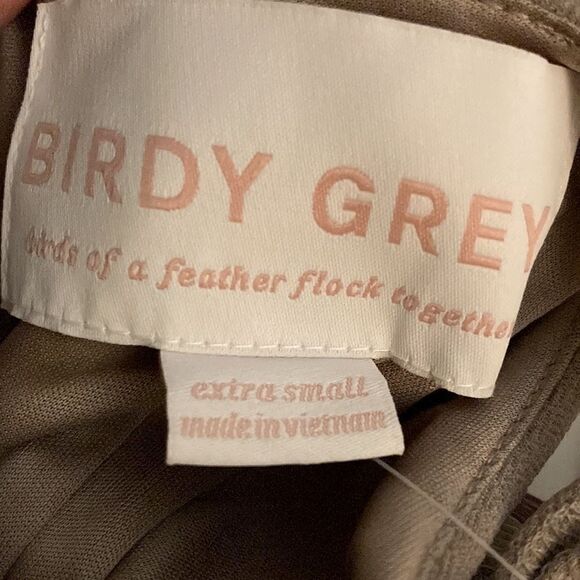 BIRDY GREY
birds of a feather flock together
extra small
made in vietnam